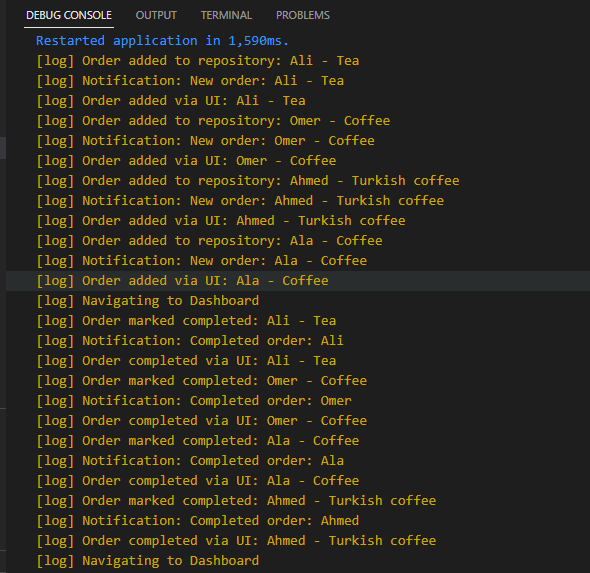 DEBUG CONSOLE OUTPUT TERMINAL PROBLEMS
Restarted application in 1,590ms.
[log] Order added to repository: Ali - Tea
[log] Notification: New order: Ali - Tea
[log] Order added via UI: Ali - Tea
[log] Order added to repository: Omer - Coffee
[log] Notification: New order: Omer - Coffee
[log] Order added via UI: Omer - Coffee
[log] Order added to repository: Ahmed - Turkish coffee
[log] Notification: New order: Ahmed - Turkish coffee
[log] Order added via UI: Ahmed - Turkish coffee
[log] Order added to repository: Ala - Coffee
[log] Notification: New order: Ala - Coffee
[log] Order added via UI: Ala - Coffee
[log] Navigating to Dashboard
[log] Order marked completed: Ali - Tea
[log] Notification: Completed order: Ali
[log] Order completed via UI: Ali - Tea
[log] Order marked completed: Omer - Coffee
[log] Notification: Completed order: Omer
[log] Order completed via UI: Omer - Coffee
[log] Order marked completed: Ala - Coffee
[log] Notification: Completed order: Ala
[log] Order completed via UI: Ala - Coffee
[log] Order marked completed: Ahmed - Turkish coffee
[log] Notification: Completed order: Ahmed
[log] Order completed via UI: Ahmed - Turkish coffee
[log] Navigating to Dashboard